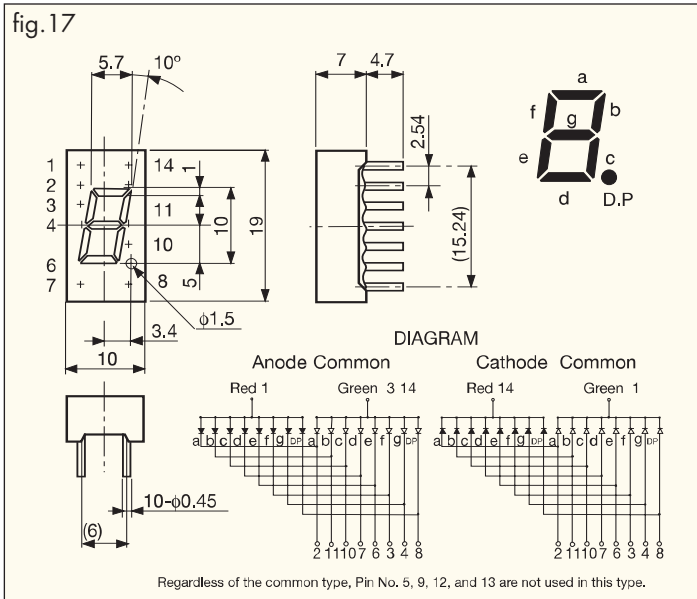 fig.17
5.7
10°
7
4.7
2.54
(15.24)
a
f
b
g
e
c
d
D.P
1
14
2
3
11
4
10
6
7
8
1
10
5
19
φ1.5
3.4
10
DIAGRAM
Anode Common
Cathode Common
Red 1
Green 3 14
Red 14
Green 1
a b c d e f g DP a b c d e f g DP
a b c d e f g DP a b c d e f g DP
2 11 10 7 6 3 4 8
2 11 10 7 6 3 4 8
10-φ0.45
(6)
Regardless of the common type, Pin No. 5, 9, 12, and 13 are not used in this type.